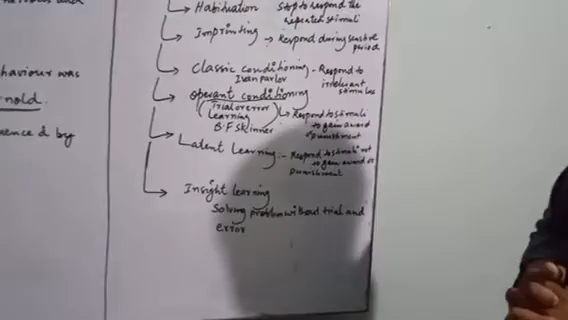 haviour was
nold.
uence d by
Habituation Stop to respond the
repeated stimuli
Imprinting → Respond during sensitive
period
Classic conditioning - Respond to
irrelevant
stimulus
Ivan Pavlov
Operant conditioning
(Trial or error
learning)
B.F Skinner
Respond to stimuli
to gain award
or punishment
Latent Learning - Respond to stimuli not
to gain award or
punishment
Insight learning
Solving problem without trial and
error